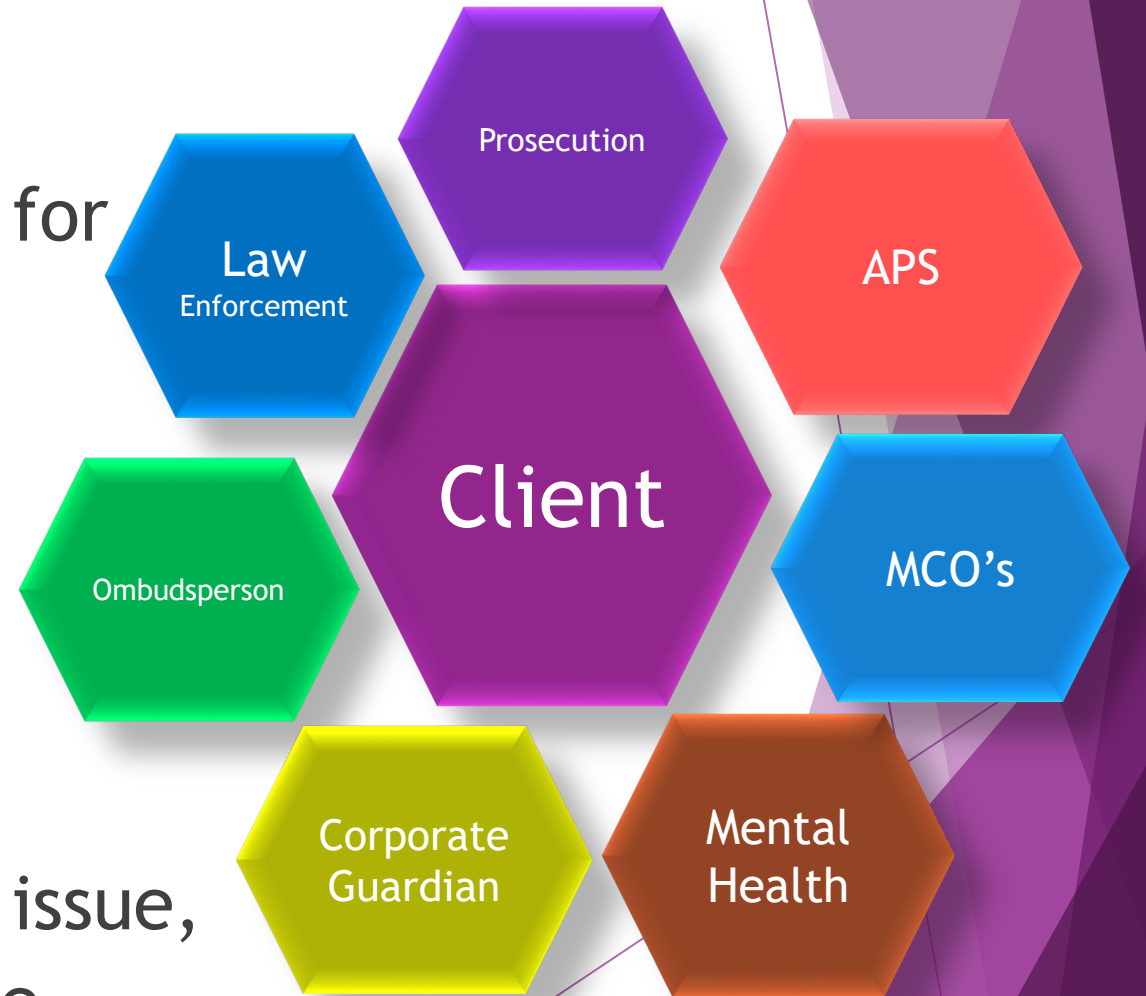 Prosecution
for
Law
Enforcement
APS
Client
MCO’s
Ombudsperson
Corporate
Guardian
Mental
Health
issue,